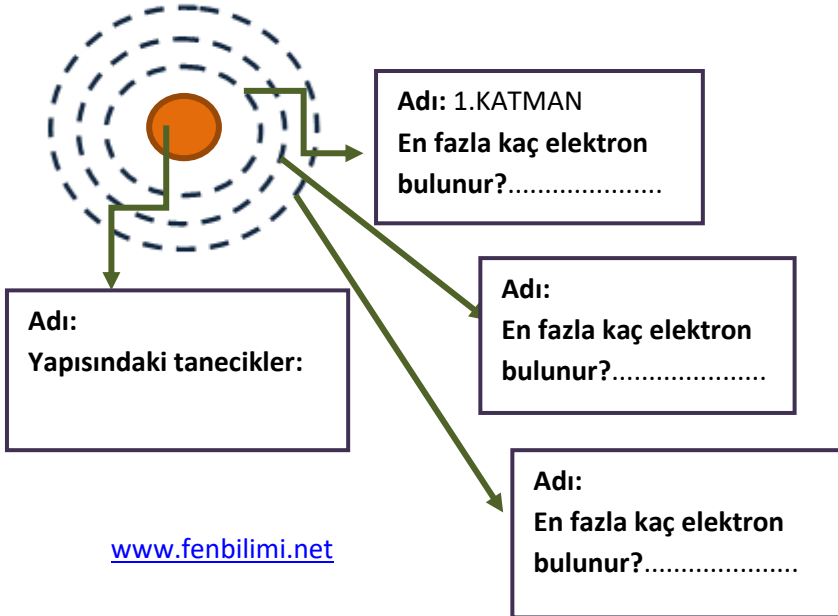 Adı: 1.KATMAN
En fazla kaç elektron
bulunur?.....................
Adı:
En fazla kaç elektron
bulunur?.....................
Adı:
Yapısındaki tanecikler:
Adı:
En fazla kaç elektron
bulunur?.....................
www.fenbilimi.net